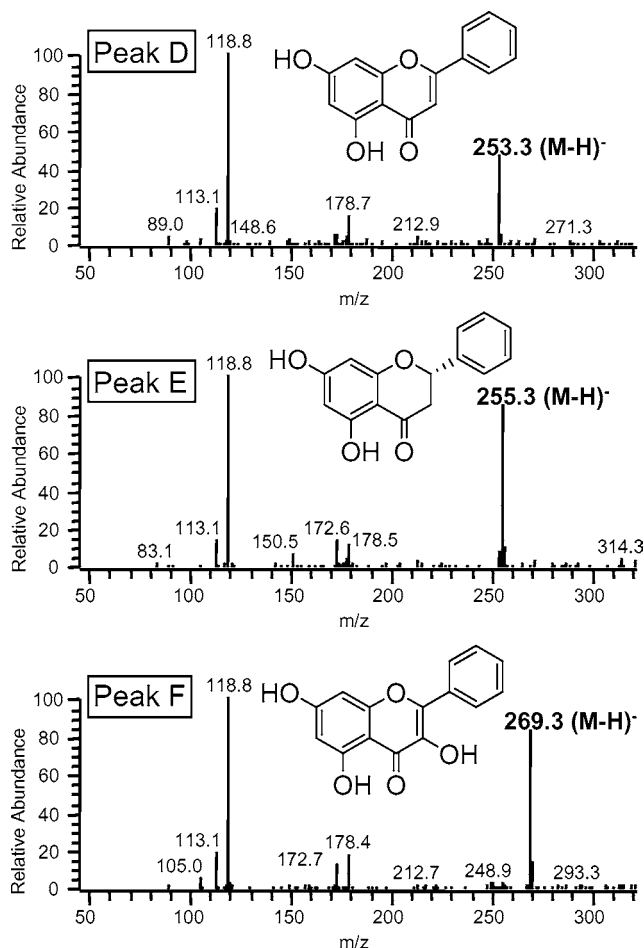 Peak D
118.8
HO
O
OH
O
253.3 (M-H)-
113.1
89.0
148.6
178.7
212.9
271.3
Relative Abundance
100
80
60
40
20
0
50 100 150 200 250 300
m/z
Peak E
118.8
HO
O
OH
O
255.3 (M-H)-
113.1
83.1
150.5
172.6
178.5
314.3
Relative Abundance
100
80
60
40
20
0
50 100 150 200 250 300
m/z
Peak F
118.8
HO
O
OH
OH
O
269.3 (M-H)-
113.1
105.0
172.7
178.4
212.7
248.9
293.3
Relative Abundance
100
80
60
40
20
0
50 100 150 200 250 300
m/z